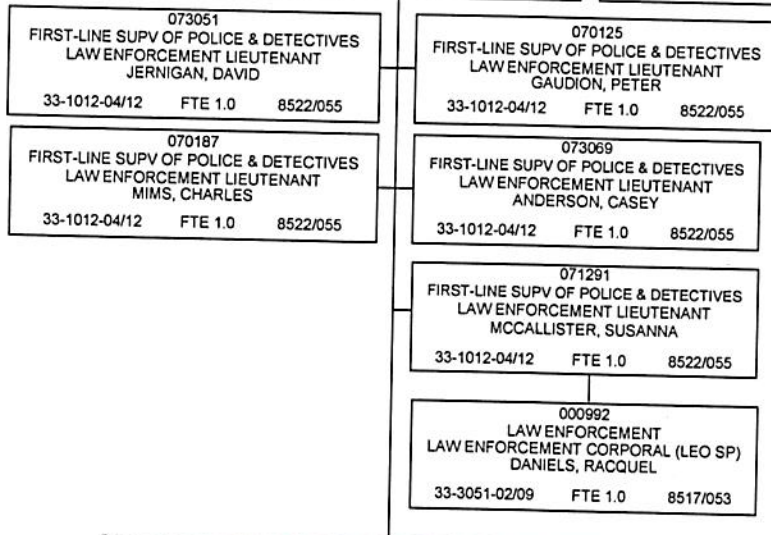 073051
FIRST-LINE SUPV OF POLICE & DETECTIVES
LAW ENFORCEMENT LIEUTENANT
JERNIGAN, DAVID
33-1012-04/12 FTE 1.0 8522/055
070125
FIRST-LINE SUPV OF POLICE & DETECTIVES
LAW ENFORCEMENT LIEUTENANT
GAUDION, PETER
33-1012-04/12 FTE 1.0 8522/055
070187
FIRST-LINE SUPV OF POLICE & DETECTIVES
LAW ENFORCEMENT LIEUTENANT
MIMS, CHARLES
33-1012-04/12 FTE 1.0 8522/055
073069
FIRST-LINE SUPV OF POLICE & DETECTIVES
LAW ENFORCEMENT LIEUTENANT
ANDERSON, CASEY
33-1012-04/12 FTE 1.0 8522/055
071291
FIRST-LINE SUPV OF POLICE & DETECTIVES
LAW ENFORCEMENT LIEUTENANT
MCCALLISTER, SUSANNA
33-1012-04/12 FTE 1.0 8522/055
000992
LAW ENFORCEMENT
LAW ENFORCEMENT CORPORAL (LEO SP)
DANIELS, RACQUEL
33-3051-02/09 FTE 1.0 8517/053